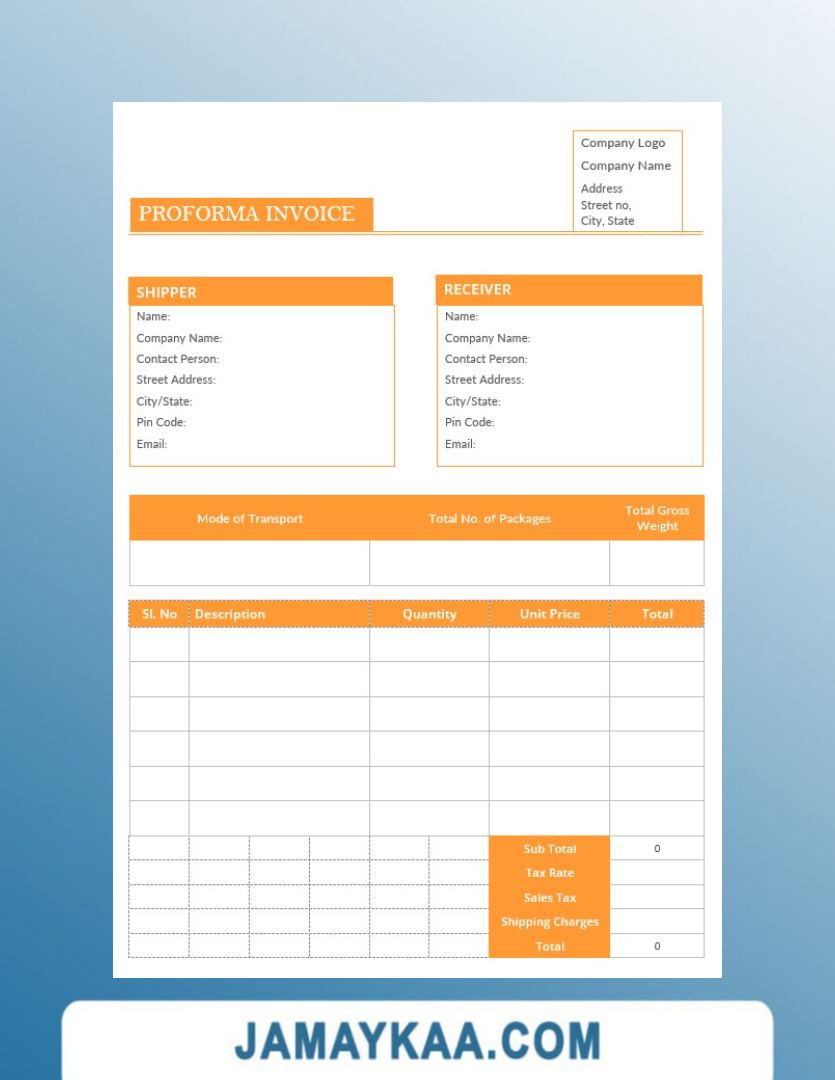 Company Logo
Company Name
Address
Street no,
City, State
PROFORMA INVOICE
SHIPPER
Name:
Company Name:
Contact Person:
Street Address:
City/State:
Pin Code:
Email:
RECEIVER
Name:
Company Name:
Contact Person:
Street Address:
City/State:
Pin Code:
Email:
Mode of Transport Total No. of Packages Total Gross Weight
Sl. No Description Quantity Unit Price Total
Sub Total 0
Tax Rate
Sales Tax
Shipping Charges
Total 0
JAMAYKAA.COM